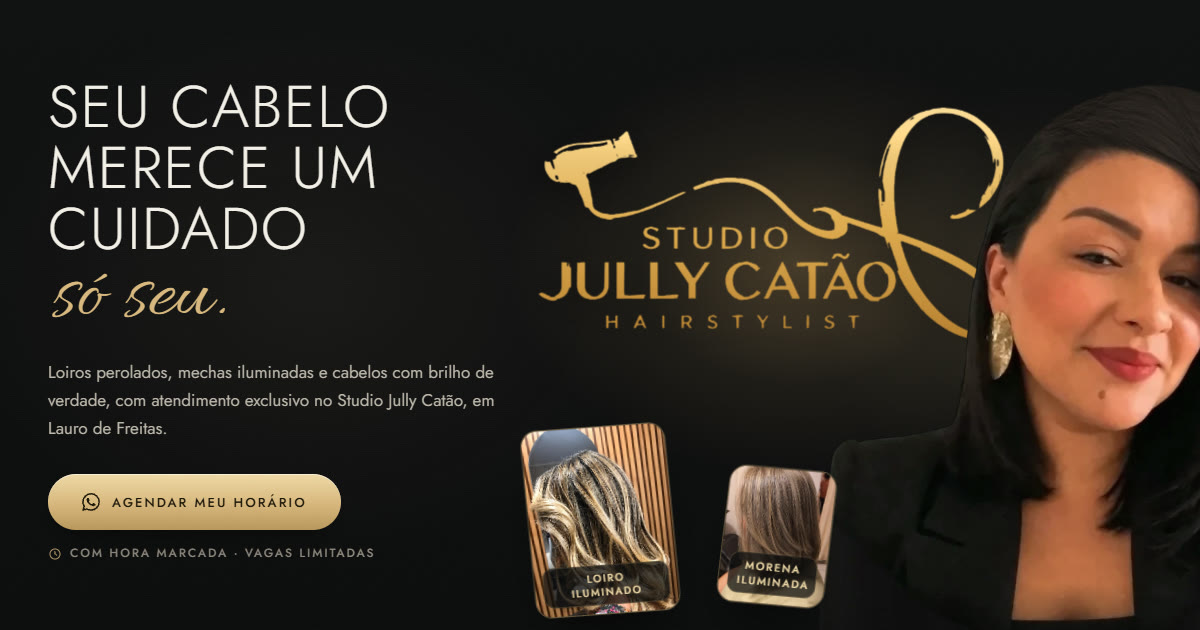 SEU CABELO
MERECE UM
CUIDADO
só seu.
Loiros perolados, mechas iluminadas e cabelos com brilho de
verdade, com atendimento exclusivo no Studio Jully Catão, em
Lauro de Freitas.
AGENDAR MEU HORÁRIO
COM HORA MARCADA · VAGAS LIMITADAS
STUDIO
JULLY CATÃO
HAIRSTYLIST
LOIRO
ILUMINADO
MORENA
ILUMINADA